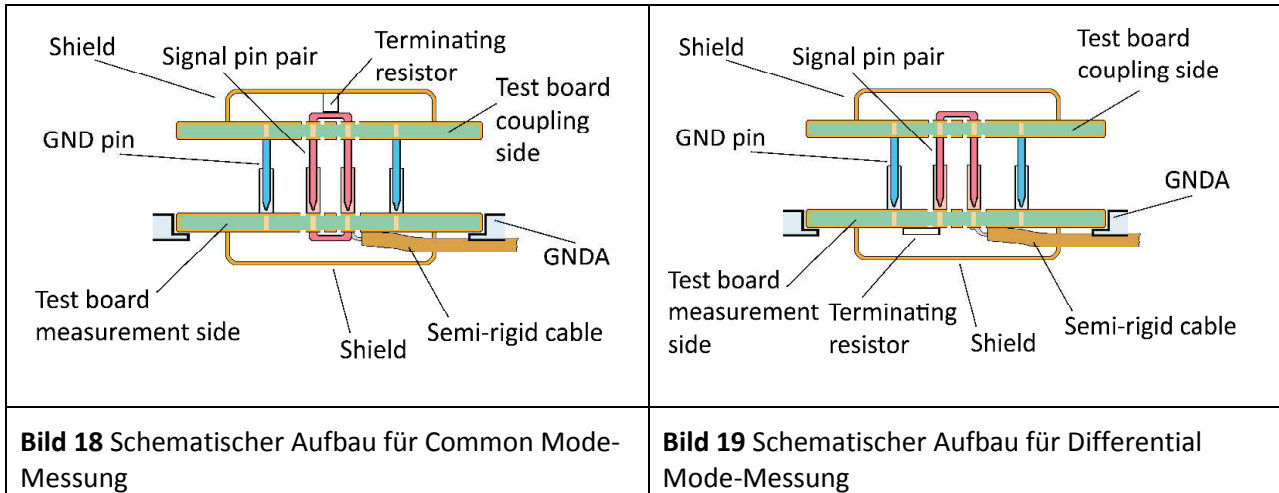 Shield
Signal pin pair
Terminating
resistor
Test board
coupling
side
GND pin
GNDA
Test board
measurement side
Shield
Semi-rigid cable
Bild 18 Schematischer Aufbau für Common Mode-
Messung
Shield
Signal pin pair
Test board
coupling side
GND pin
GNDA
Test board
measurement
side
Terminating
resistor
Shield
Semi-rigid cable
Bild 19 Schematischer Aufbau für Differential
Mode-Messung